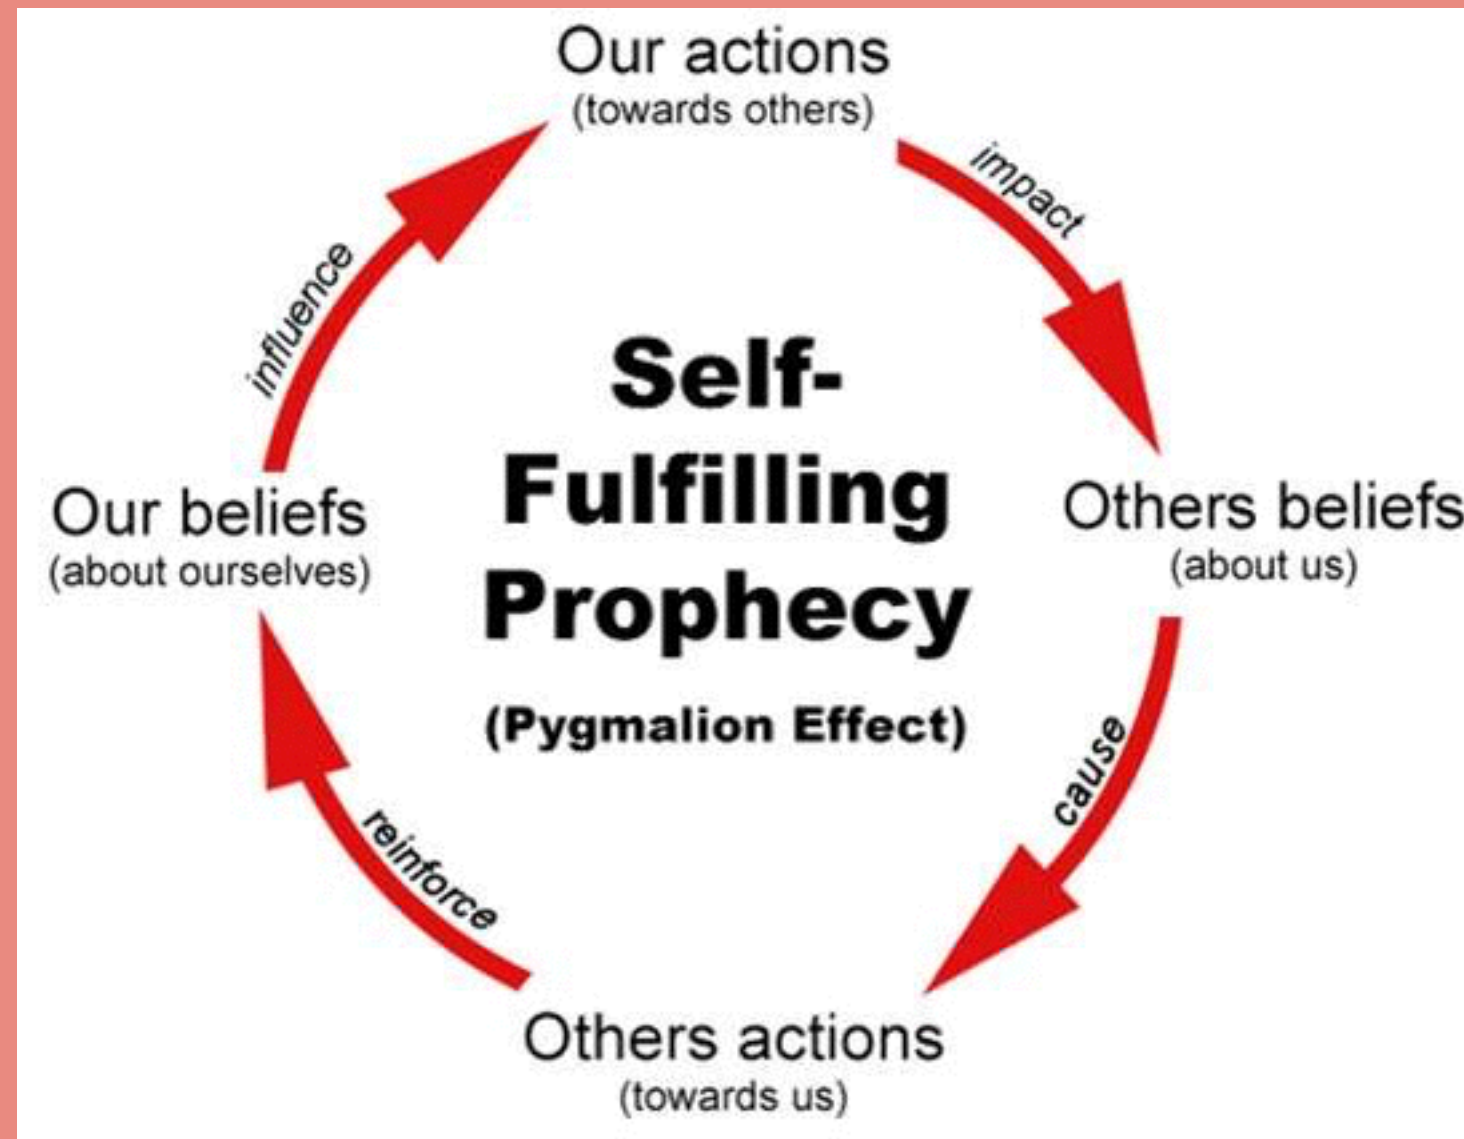 Our actions
(towards others)
impact
influence
Self-
Fulfilling
Prophecy
(Pygmalion Effect)
Our beliefs
(about ourselves)
Others beliefs
(about us)
cause
reinforce
Others actions
(towards us)